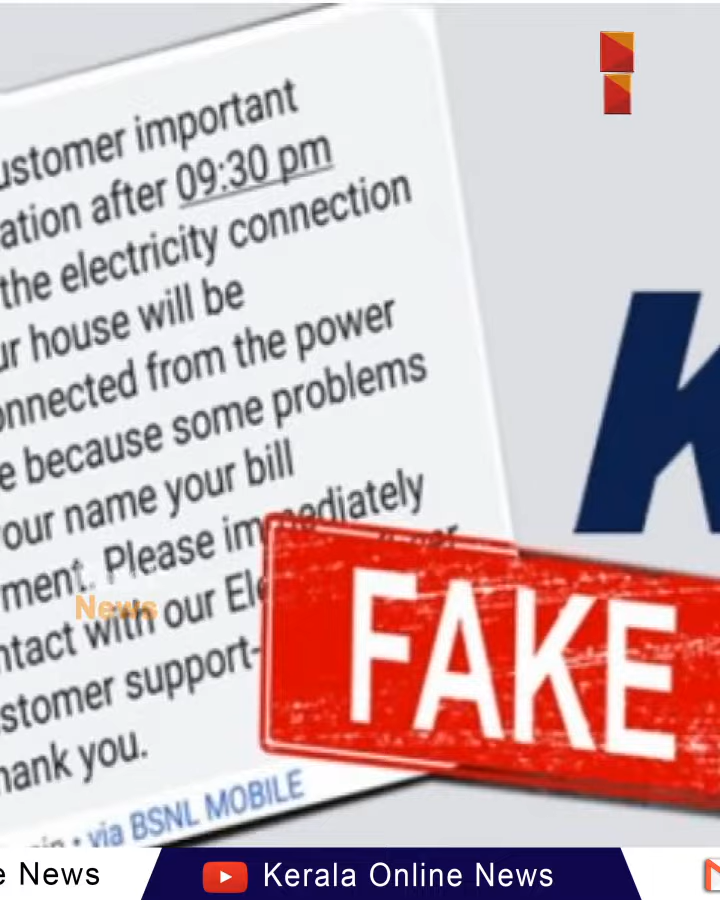 ustomer important
ation after 09:30 pm
the electricity connection
ur house will be
onnected from the power
e because some problems
our name your bill
ment. Please immediately
ntact with our Ele
stomer support-
hank you.
via BSNL MOBILE
FAKE
K
News
e News
Kerala Online News